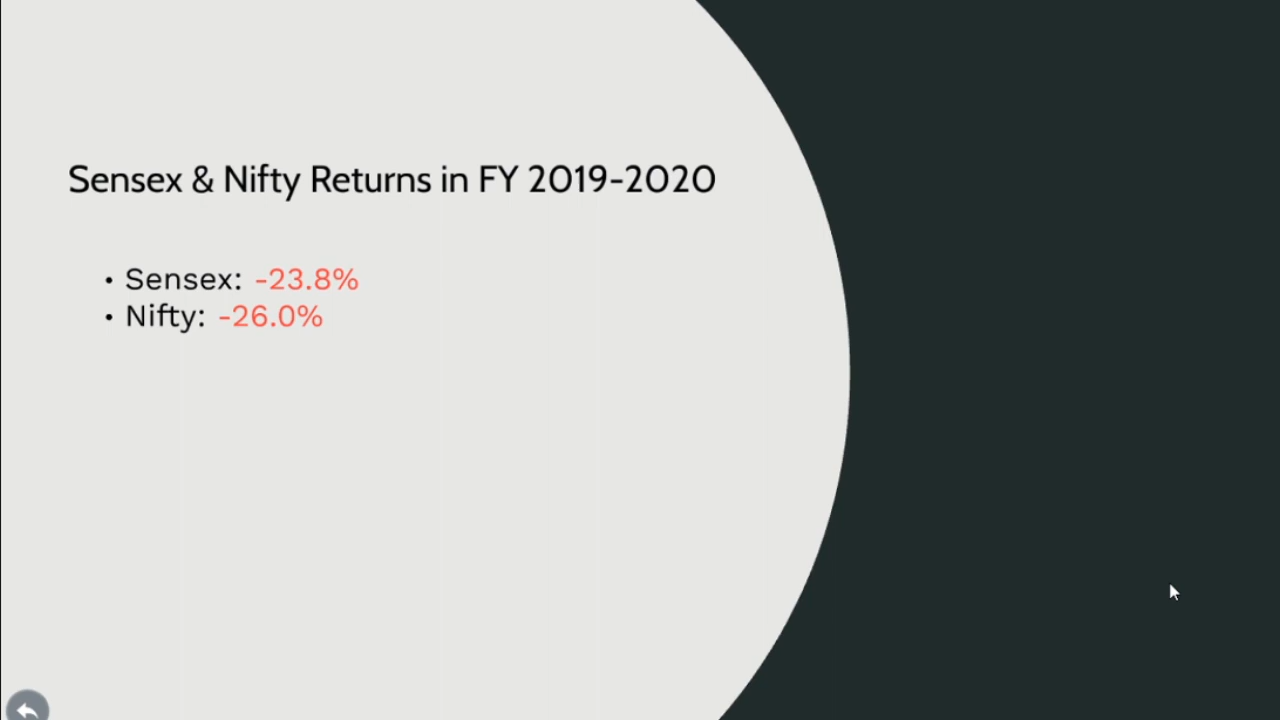 Sensex & Nifty Returns in FY 2019-2020
• Sensex: -23.8%
• Nifty: -26.0%